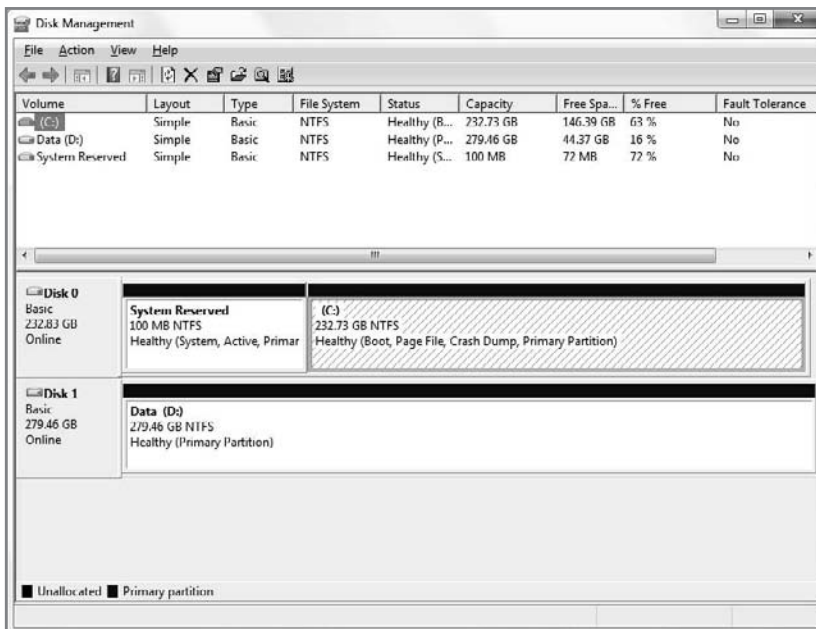 Disk Management
File Action View Help
Volume Layout Type File System Status Capacity Free Spa... % Free Fault Tolerance
(C:) Simple Basic NTFS Healthy (B... 232.73 GB 146.39 GB 63 % No
Data (D:) Simple Basic NTFS Healthy (P... 279.46 GB 44.37 GB 16 % No
System Reserved Simple Basic NTFS Healthy (S... 100 MB 72 MB 72 % No
Disk 0
Basic
232.83 GB
Online
System Reserved
100 MB NTFS
Healthy (System, Active, Primar
(C:)
232.73 GB NTFS
Healthy (Boot, Page File, Crash Dump, Primary Partition)
Disk 1
Basic
279.46 GB
Online
Data (D:)
279.46 GB NTFS
Healthy (Primary Partition)
Unallocated Primary partition